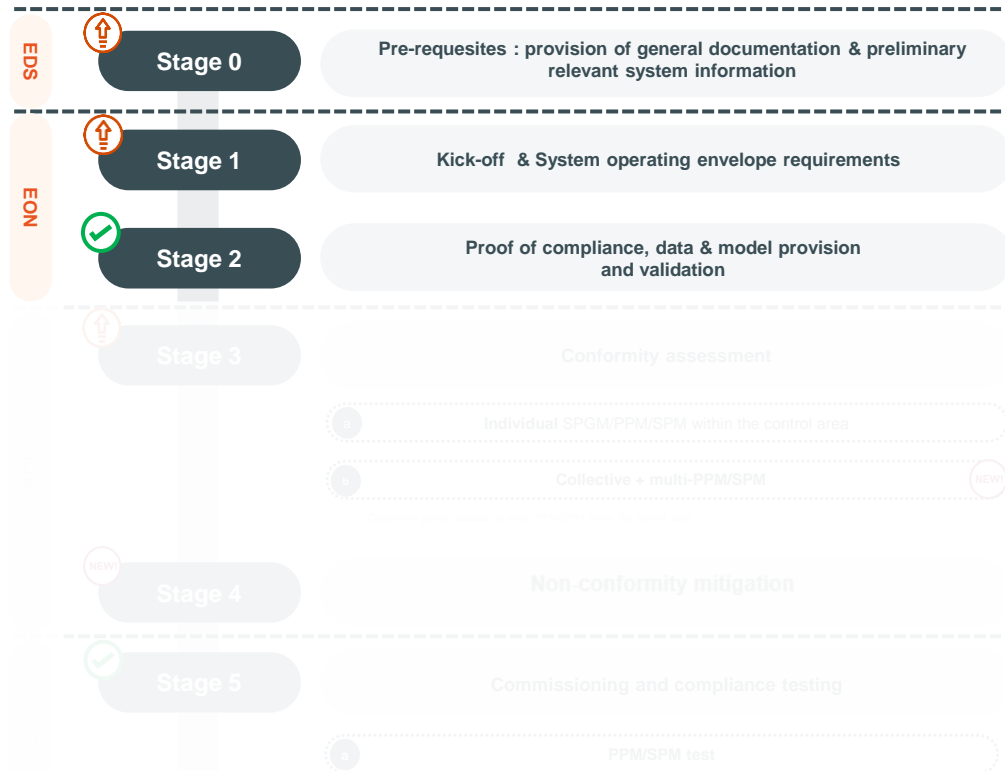 EDS
Stage 0
Pre-requesites : provision of general documentation & preliminary
relevant system information
EON
Stage 1
Kick-off & System operating envelope requirements
Stage 2
Proof of compliance, data & model provision
and validation
Stage 3
Conformity assessment
a
Individual SPGM/PPM/SPM within the control area
b
Collective + multi-PPM/SPM
NEW!
NEW!
Stage 4
Non-conformity mitigation
Stage 5
Commissioning and compliance testing
a
PPM/SPM test